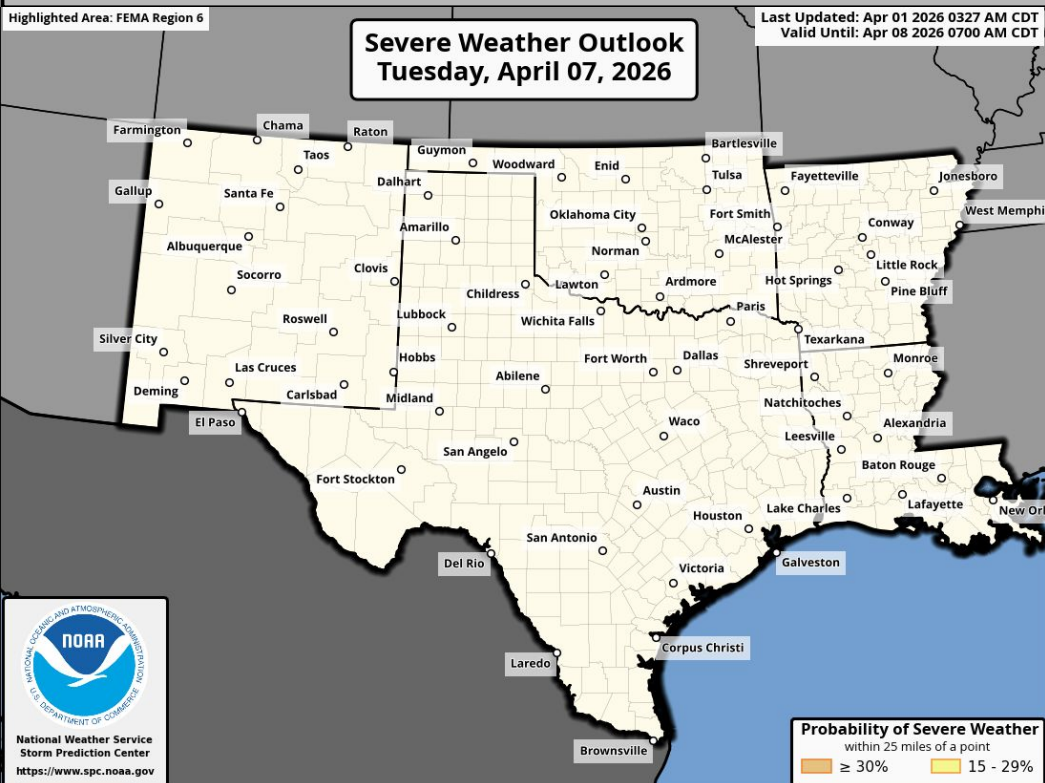 Highlighted Area: FEMA Region 6
Last Updated: Apr 01 2026 0327 AM CDT
Valid Until: Apr 08 2026 0700 AM CDT
Severe Weather Outlook
Tuesday, April 07, 2026
Farmington
Chama
Raton
Taos
Guymon
Woodward
Enid
Bartlesville
Tulsa
Gallup
Santa Fe
Dalhart
Fayetteville
Jonesboro
Albuquerque
Amarillo
Oklahoma City
Norman
Fort Smith
McAlester
Conway
West Memphi
Socorro
Clovis
Childress
Lawton
Ardmore
Hot Springs
Little Rock
Pine Bluff
Roswell
Lubbock
Wichita Falls
Paris
Texarkana
Silver City
Deming
Las Cruces
Carlsbad
Hobbs
Midland
Abilene
Fort Worth
Dallas
Shreveport
Monroe
El Paso
San Angelo
Waco
Natchitoches
Leesville
Alexandria
Fort Stockton
Austin
Houston
Lake Charles
Baton Rouge
Lafayette
New Orl
Del Rio
San Antonio
Victoria
Galveston
Laredo
Corpus Christi
Brownsville
NATIONAL OCEANIC AND ATMOSPHERIC ADMINISTRATION
NOAA
U.S. DEPARTMENT OF COMMERCE
National Weather Service
Storm Prediction Center
https://www.spc.noaa.gov
Probability of Severe Weather
within 25 miles of a point
≥ 30%
15 - 29%